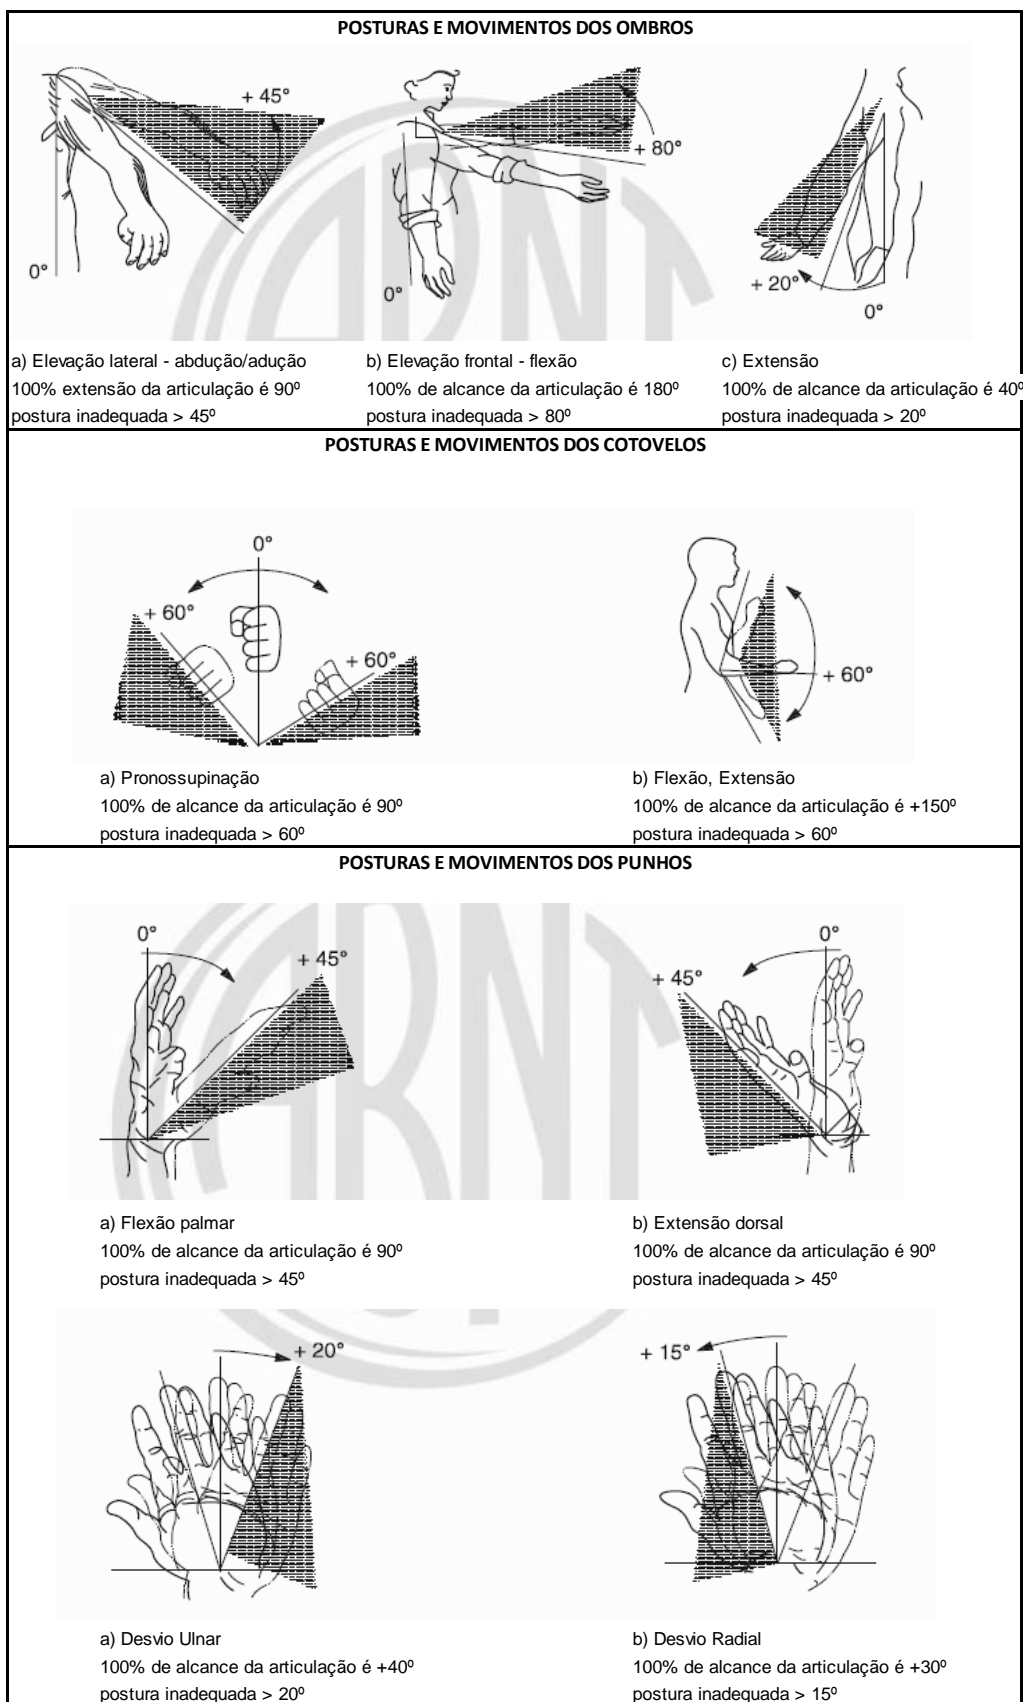 POSTURAS E MOVIMENTOS DOS OMBROS
+ 45°
0°
+ 80°
0°
+ 20°
0°
a) Elevação lateral - abdução/adução
100% extensão da articulação é 90º
postura inadequada > 45º
b) Elevação frontal - flexão
100% de alcance da articulação é 180º
postura inadequada > 80º
c) Extensão
100% de alcance da articulação é 40º
postura inadequada > 20º
POSTURAS E MOVIMENTOS DOS COTOVELOS
0°
+ 60°
+ 60°
+ 60°
a) Pronossupinação
100% de alcance da articulação é 90º
postura inadequada > 60º
b) Flexão, Extensão
100% de alcance da articulação é +150º
postura inadequada > 60º
POSTURAS E MOVIMENTOS DOS PUNHOS
0°
+ 45°
0°
+ 45°
a) Flexão palmar
100% de alcance da articulação é 90º
postura inadequada > 45º
b) Extensão dorsal
100% de alcance da articulação é 90º
postura inadequada > 45º
+ 20°
+ 15°
a) Desvio Ulnar
100% de alcance da articulação é +40º
postura inadequada > 20º
b) Desvio Radial
100% de alcance da articulação é +30º
postura inadequada > 15º